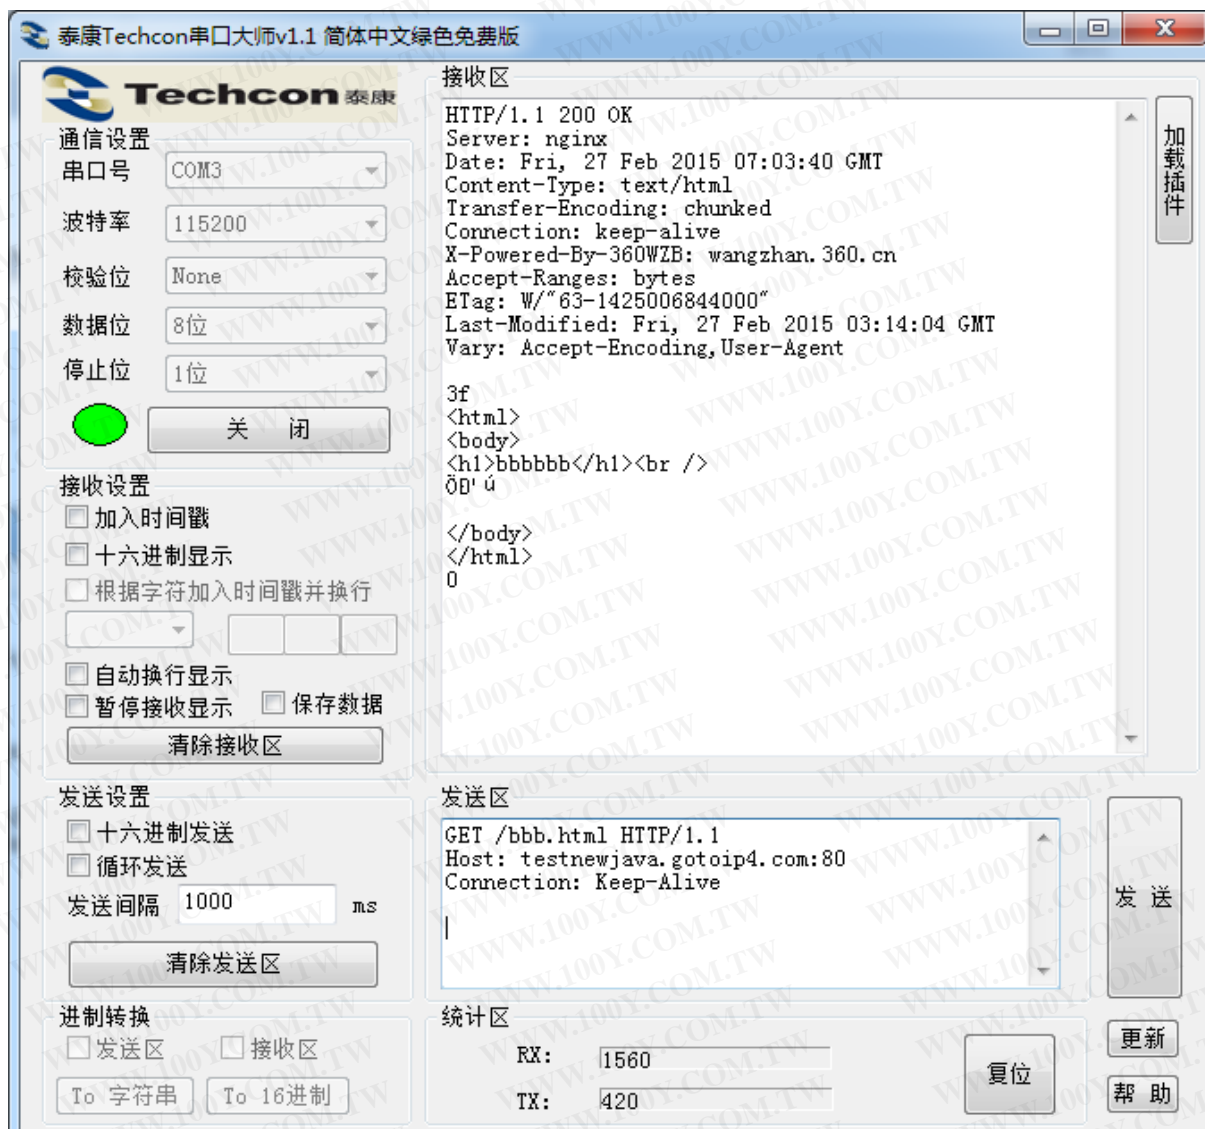 泰康Techcon串口大师v1.1 简体中文绿色免费版
Techcon泰康
通信设置
串口号 COM3
波特率 115200
校验位 None
数据位 8位
停止位 1位
关 闭
接收设置
加入时间戳
十六进制显示
根据字符加入时间戳并换行
自动换行显示
暂停接收显示 保存数据
清除接收区
接收区
HTTP/1.1 200 OK
Server: nginx
Date: Fri, 27 Feb 2015 07:03:40 GMT
Content-Type: text/html
Transfer-Encoding: chunked
Connection: keep-alive
X-Powered-By-360WZB: wangzhan.360.cn
Accept-Ranges: bytes
ETag: W/"63-1425006844000"
Last-Modified: Fri, 27 Feb 2015 03:14:04 GMT
Vary: Accept-Encoding,User-Agent
3f
<html>
<body>
<h1>bbbbbb</h1><br />
ÖÐ'ú
</body>
</html>
0
加载插件
发送设置
十六进制发送
循环发送
发送间隔 1000 ms
清除发送区
发送区
GET /bbb.html HTTP/1.1
Host: testnewjava.gotoip4.com:80
Connection: Keep-Alive
发 送
进制转换
发送区 接收区
To 字符串 To 16进制
统计区
RX: 1560
TX: 420
复位
更新
帮 助
WWW.100Y.COM.TW